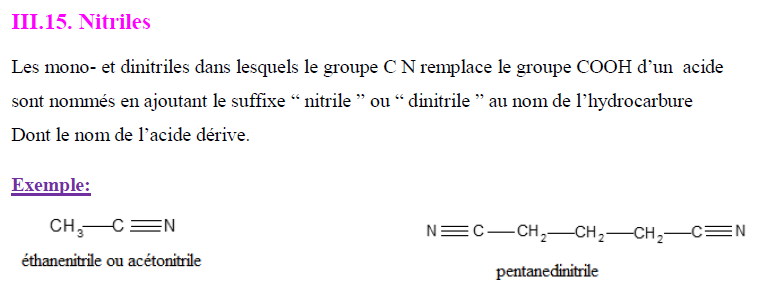 III.15. Nitriles
Les mono- et dinitriles dans lesquels le groupe C N remplace le groupe COOH d’un acide
sont nommés en ajoutant le suffixe “ nitrile ” ou “ dinitrile ” au nom de l’hydrocarbure
Dont le nom de l’acide dérive.
Exemple:
CH₃—C≡N
éthanenitrile ou acétonitrile
N≡C—CH₂—CH₂—CH₂—C≡N
pentanedinitrile